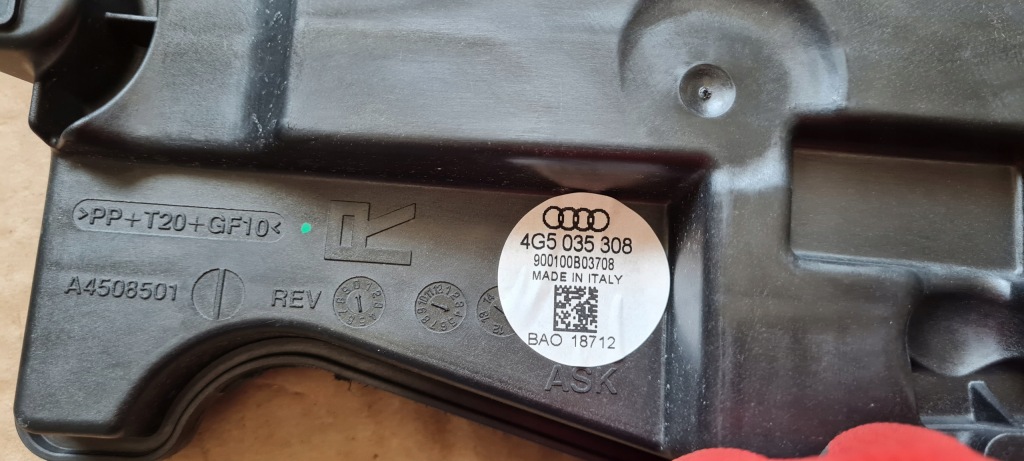 >PP+T20+GF10<
A4508501
REV
4G5 035 308
900100B03708
MADE IN ITALY
BAO 18712
ASK